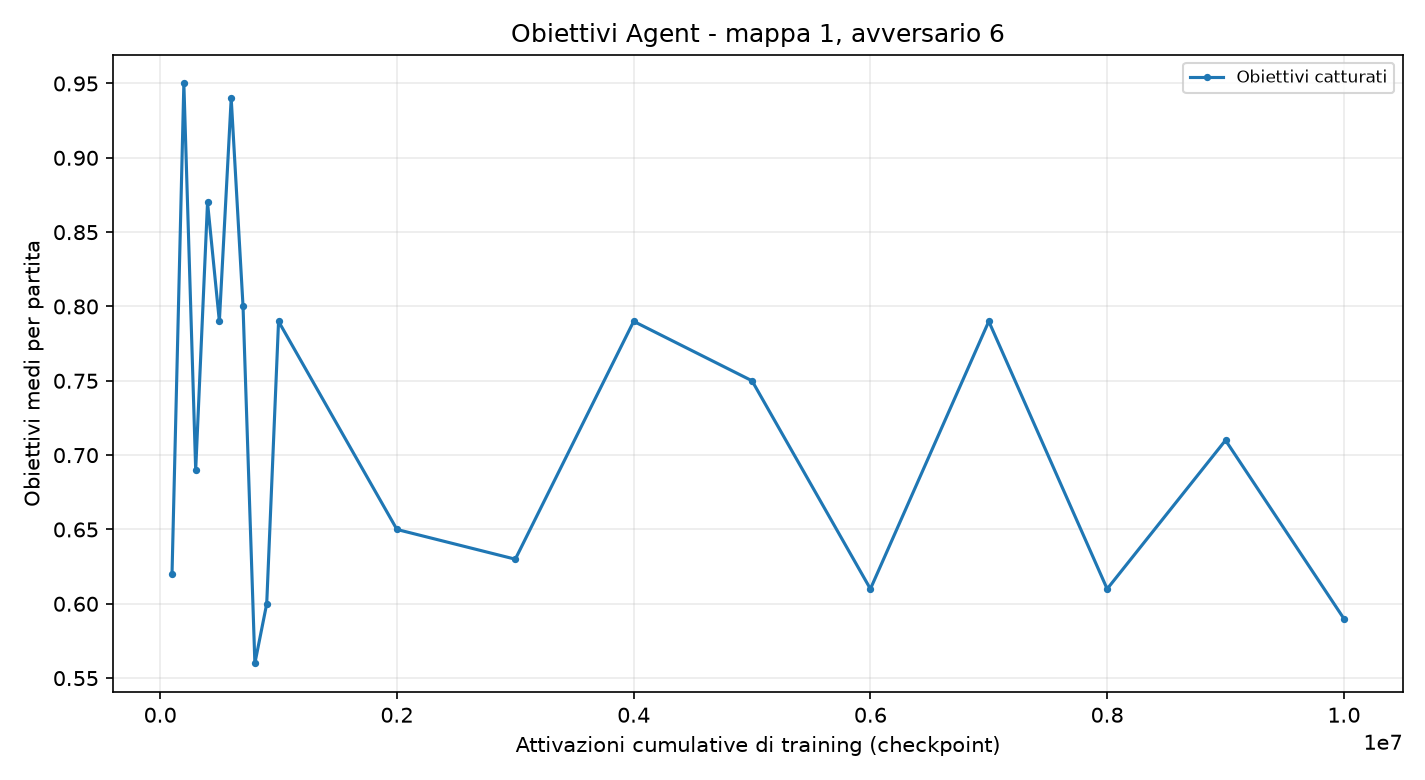 Obiettivi Agent - mappa 1, avversario 6
Obiettivi catturati
Obiettivi medi per partita
0.95
0.90
0.85
0.80
0.75
0.70
0.65
0.60
0.55
0.0 0.2 0.4 0.6 0.8 1.0
1e7
Attivazioni cumulative di training (checkpoint)